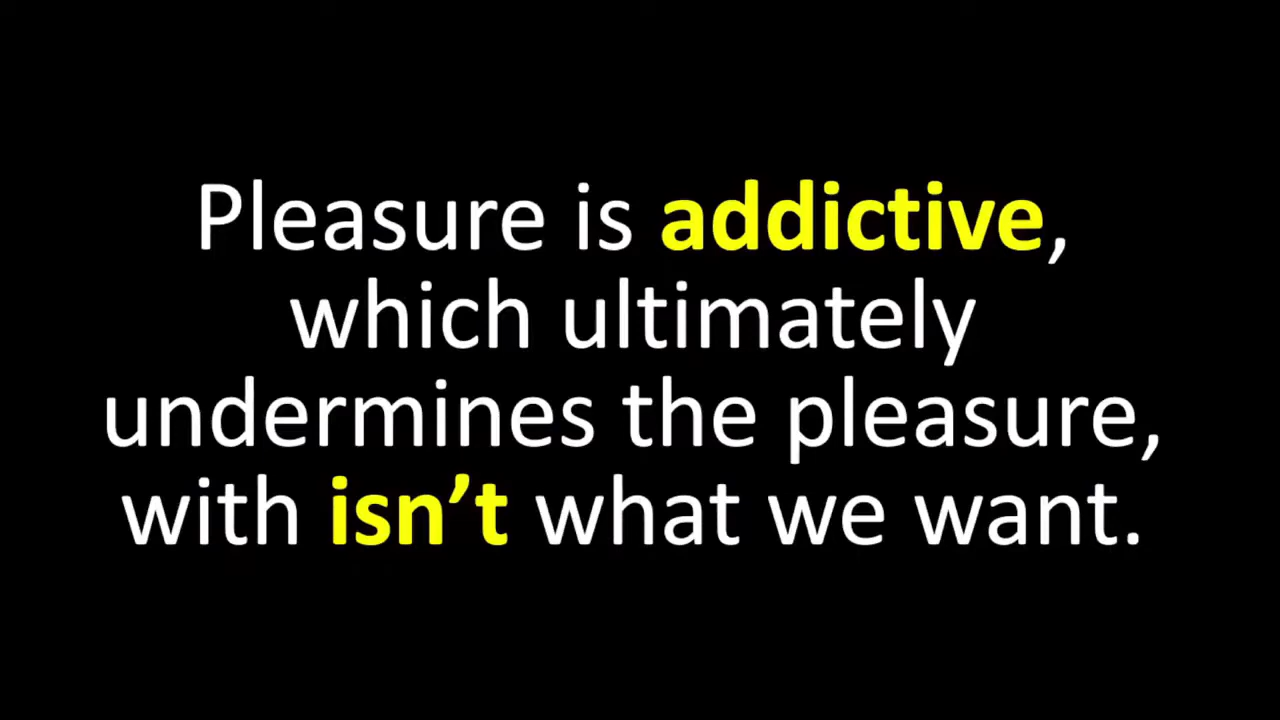 Pleasure is addictive,
which ultimately
undermines the pleasure,
with isn’t what we want.